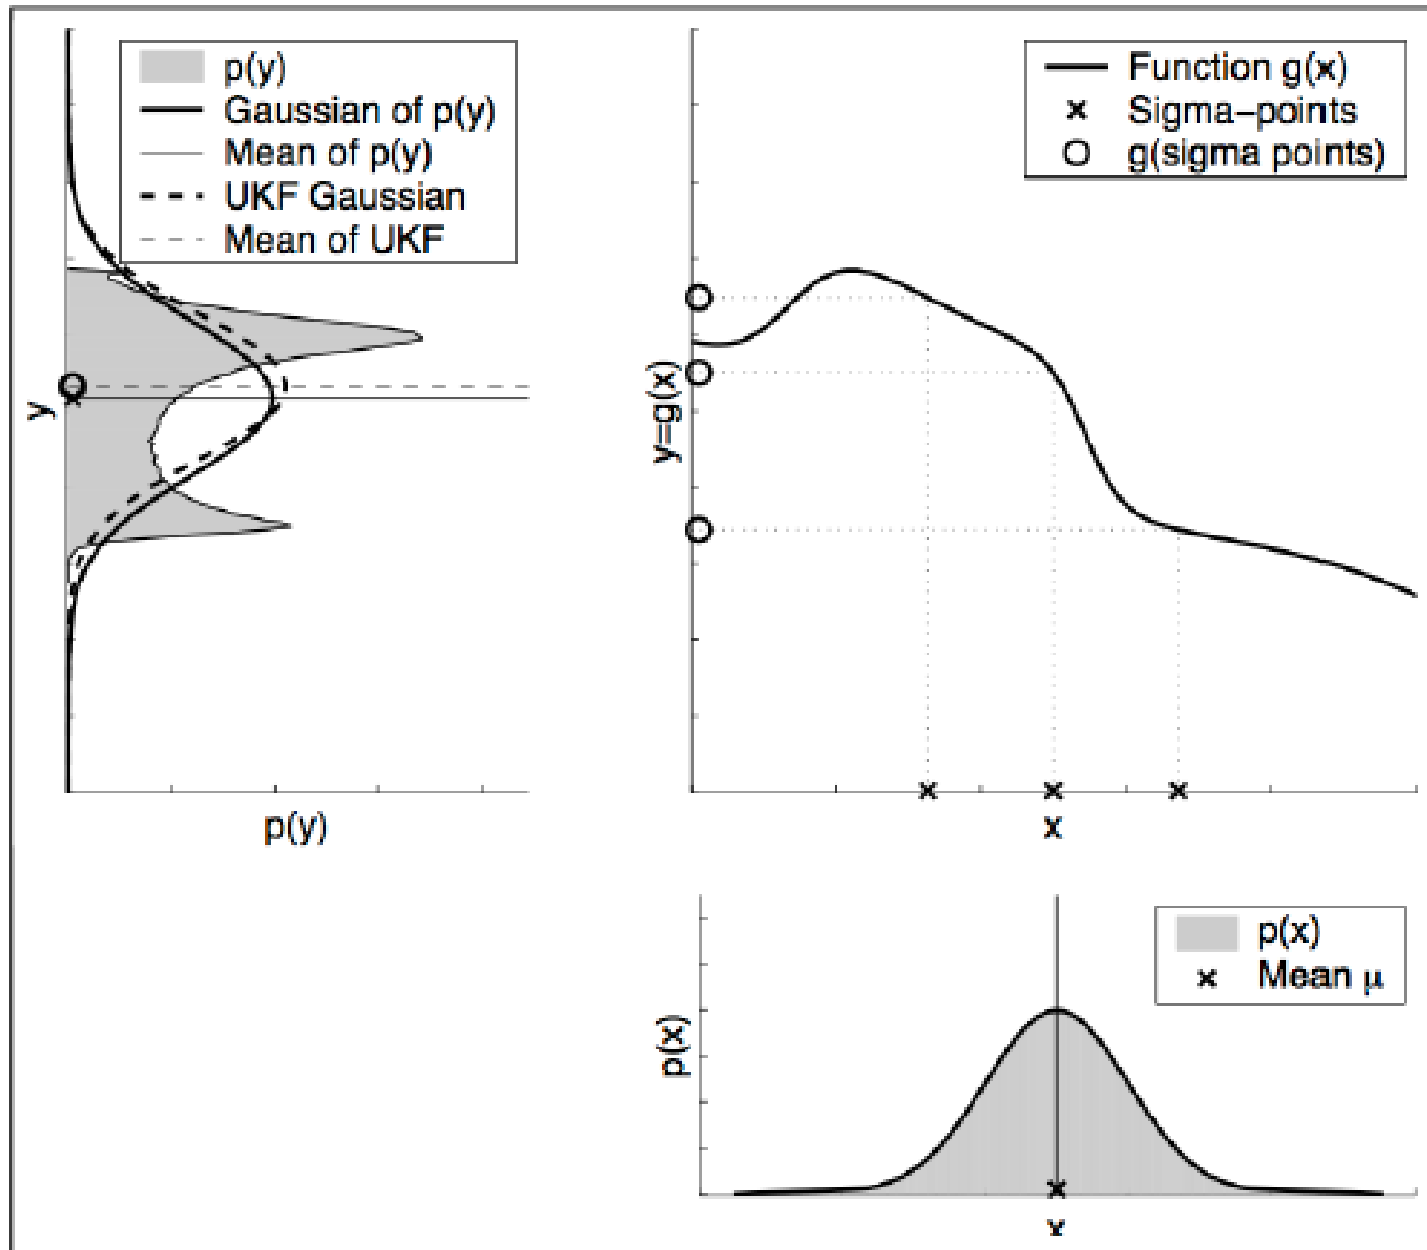 p(y)
Gaussian of p(y)
Mean of p(y)
UKF Gaussian
Mean of UKF
y
p(y)
Function g(x)
Sigma-points
g(sigma points)
y=g(x)
x
p(x)
Mean μ
p(x)
x